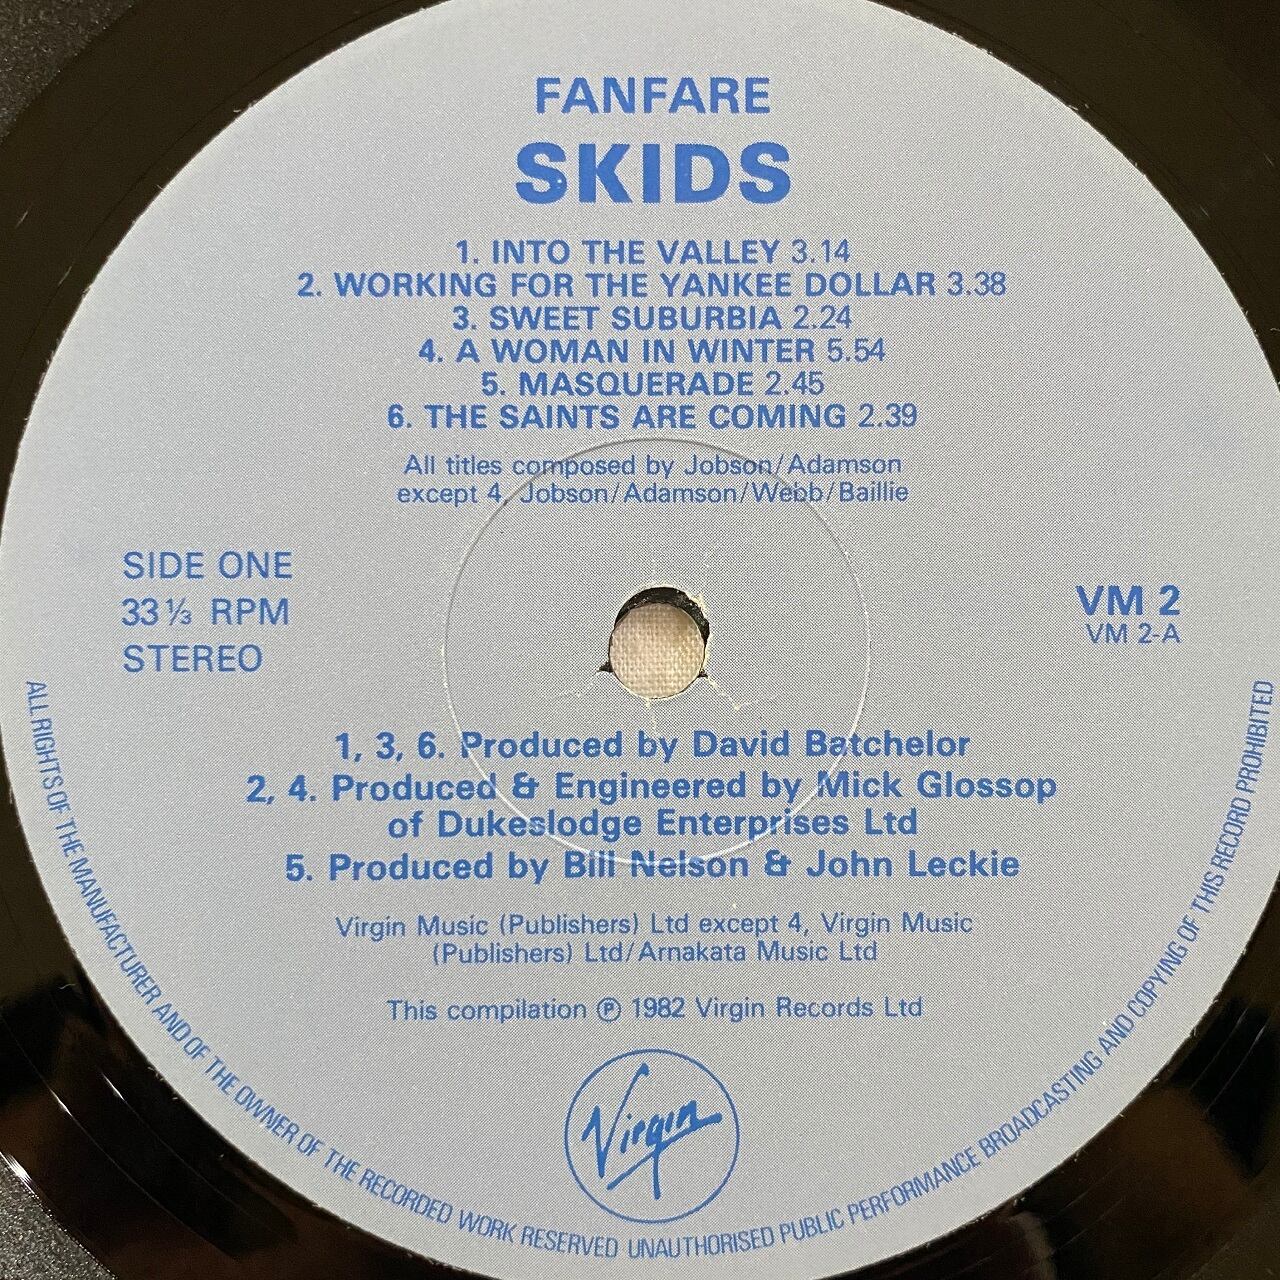 FANFARE
SKIDS
1. INTO THE VALLEY 3.14
2. WORKING FOR THE YANKEE DOLLAR 3.38
3. SWEET SUBURBIA 2.24
4. A WOMAN IN WINTER 5.54
5. MASQUERADE 2.45
6. THE SAINTS ARE COMING 2.39
All titles composed by Jobson/Adamson
except 4, Jobson/Adamson/Webb/Baillie
SIDE ONE
33 1/3 RPM
STEREO
VM 2
VM 2-A
1, 3, 6. Produced by David Batchelor
2, 4. Produced & Engineered by Mick Glossop
of Dukeslodge Enterprises Ltd
5. Produced by Bill Nelson & John Leckie
Virgin Music (Publishers) Ltd except 4, Virgin Music
(Publishers) Ltd/Arnakata Music Ltd
This compilation ℗ 1982 Virgin Records Ltd
Virgin
ALL RIGHTS OF THE MANUFACTURER AND OF THE OWNER OF THE RECORDED WORK RESERVED UNAUTHORISED PUBLIC PERFORMANCE BROADCASTING AND COPYING OF THIS RECORD PROHIBITED